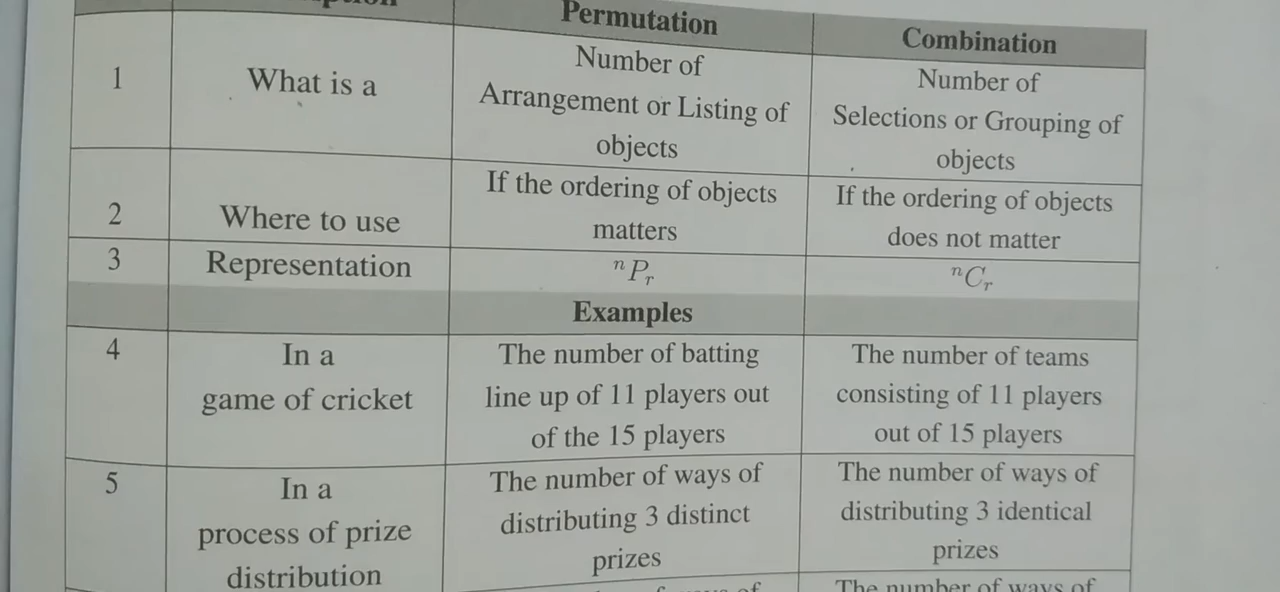 Permutation
Combination
1
What is a
Number of
Arrangement or Listing of
objects
Number of
Selections or Grouping of
objects
2
Where to use
If the ordering of objects
matters
If the ordering of objects
does not matter
3
Representation
ⁿPᵣ
ⁿCᵣ
Examples
4
In a
game of cricket
The number of batting
line up of 11 players out
of the 15 players
The number of teams
consisting of 11 players
out of 15 players
5
In a
process of prize
distribution
The number of ways of
distributing 3 distinct
prizes
The number of ways of
distributing 3 identical
prizes
of
The number of ways of